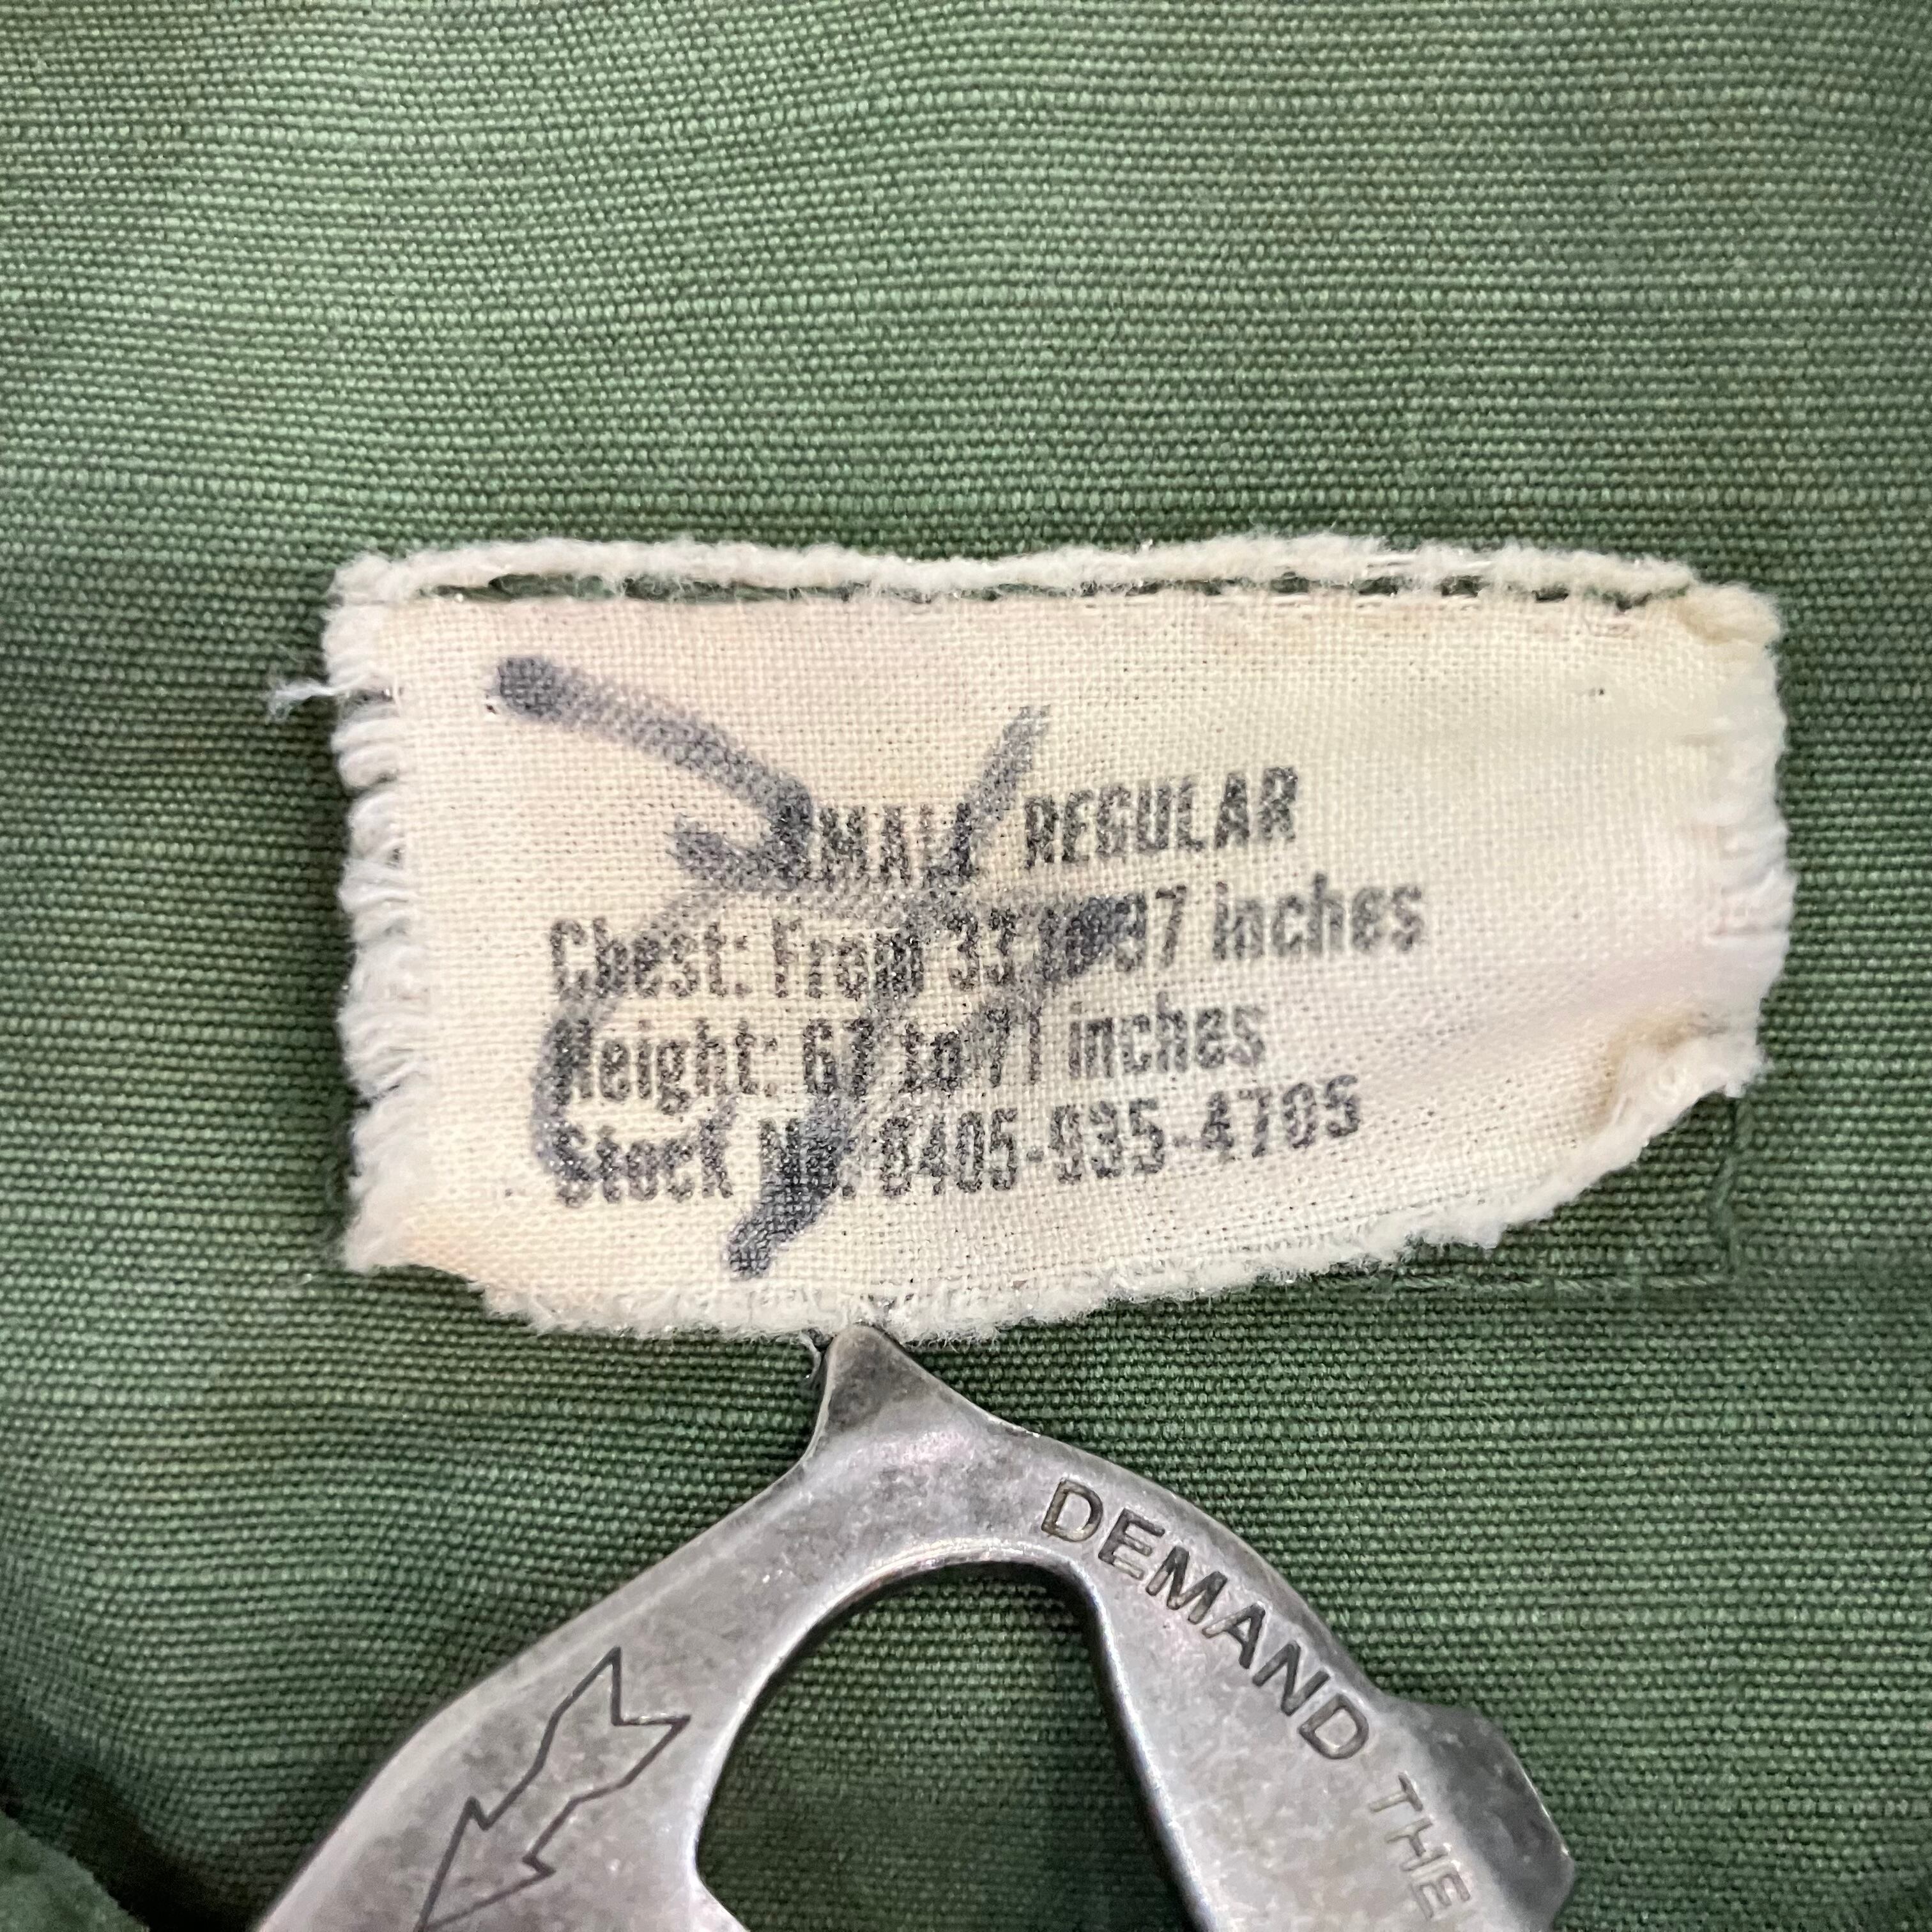 SMALL REGULAR
Chest: From 33 to 37 inches
Height: 67 to 71 inches
Stock No.: 8405-935-4705
DEMAND THE